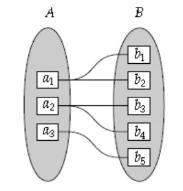 A B
b₁
a₁ b₂
a₂ b₃
a₃ b₄
b₅